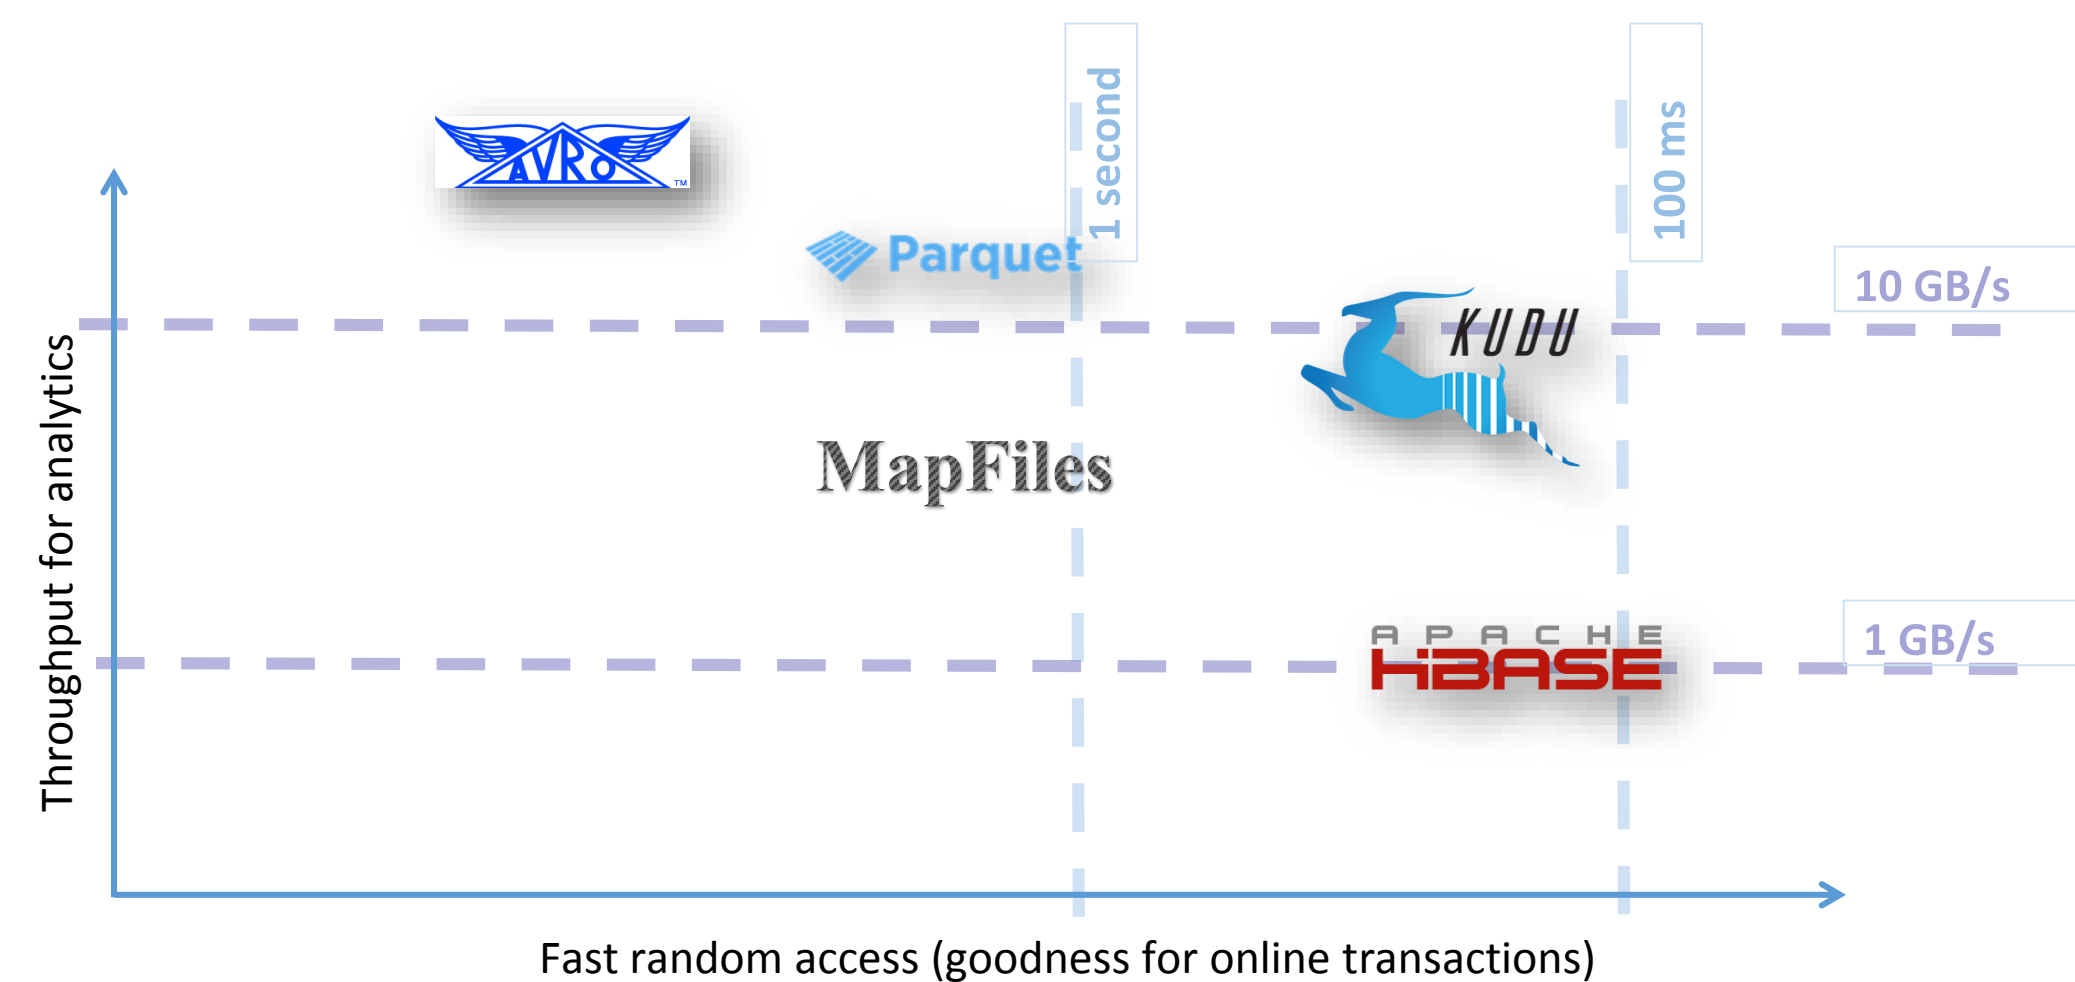 1 second
100 ms
AVRO
TM
Parquet
10 GB/s
KUDU
Throughput for analytics
MapFiles
APACHE
HBASE
1 GB/s
Fast random access (goodness for online transactions)